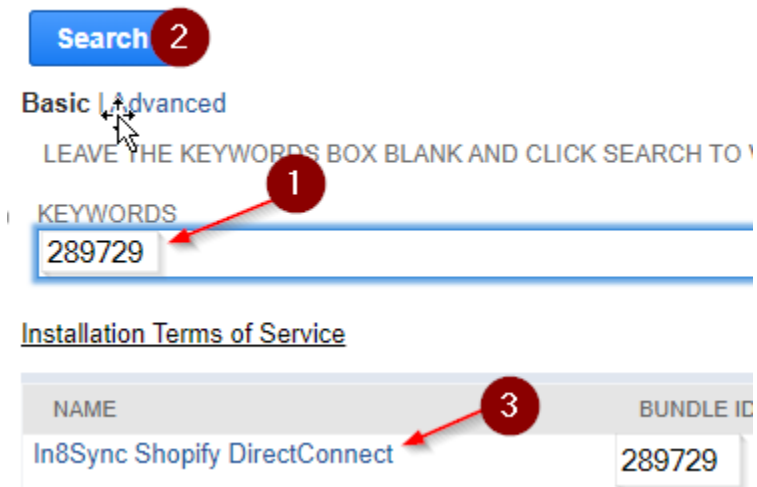 Search 2
Basic | Advanced
LEAVE THE KEYWORDS BOX BLANK AND CLICK SEARCH TO
1
KEYWORDS
289729
Installation Terms of Service
NAME 3 BUNDLE ID
In8Sync Shopify DirectConnect 289729